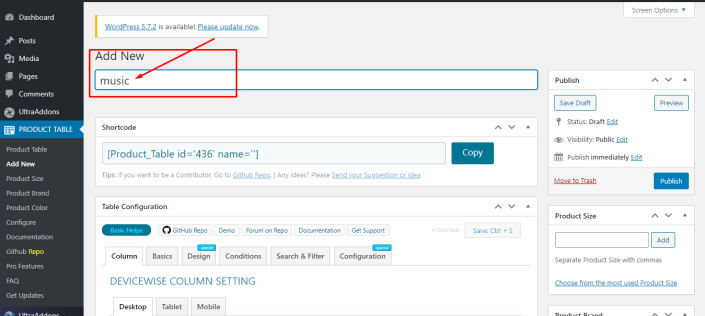 Screen Options ▼
WordPress 5.7.2 is available! Please update now.
Dashboard
Posts
Media
Pages
Comments
UltraAddons
PRODUCT TABLE
Product Table
Add New
Product Size
Product Brand
Product Color
Configure
Documentation
Github Repo
Pro Features
FAQ
Get Updates
UltraAddons
Add New
music
Shortcode
[Product_Table id='436' name='']
Copy
Tips: If you want to be a Contributor, Go to Github Repo. | Any Ideas? Please Send your Suggestion or Idea
Table Configuration
Basic Helps GitHub Repo Demo Forum on Repo Documentation Get Support
Save: Ctrl + S
Column Basics Design Conditions Search & Filter Configuration
DEVICEWISE COLUMN SETTING
Desktop Tablet Mobile
Publish
Save Draft Preview
Status: Draft Edit
Visibility: Public Edit
Publish immediately Edit
Move to Trash Publish
Product Size
Add
Separate Product Size with commas
Choose from the most used Product Size
Product Brand